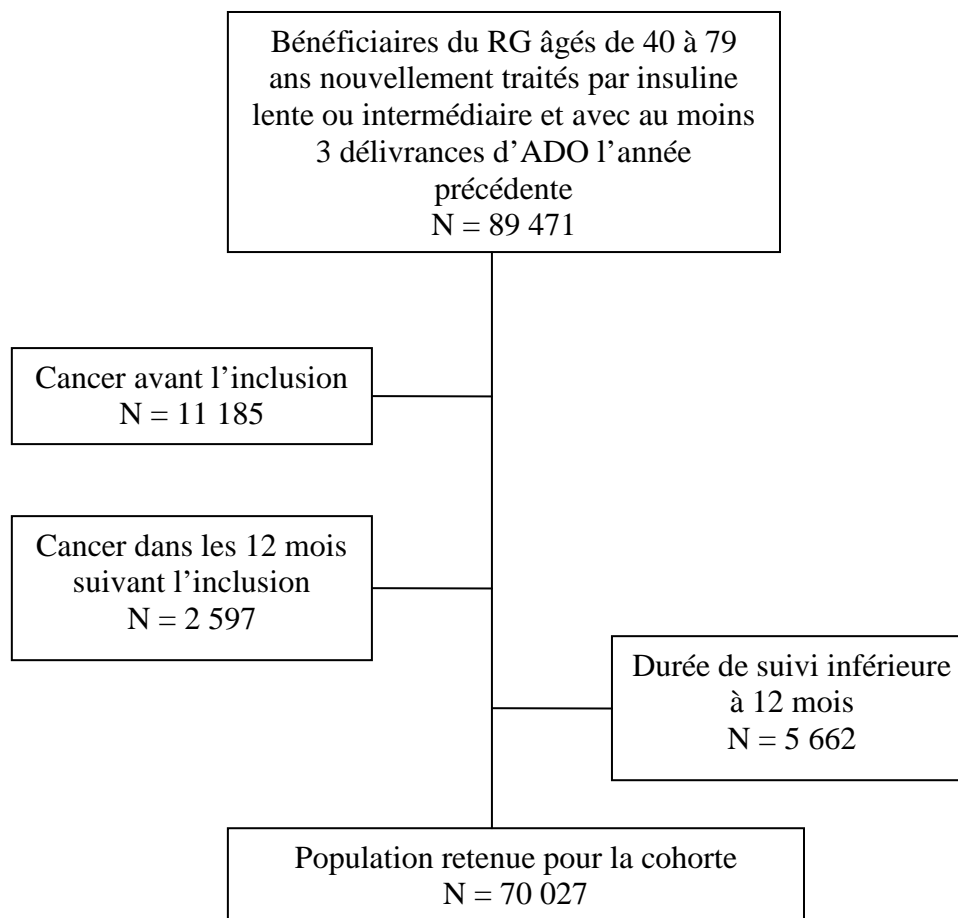 Bénéficiaires du RG âgés de 40 à 79
ans nouvellement traités par insuline
lente ou intermédiaire et avec au moins
3 délivrances d’ADO l’année
précédente
N = 89 471
Cancer avant l’inclusion
N = 11 185
Cancer dans les 12 mois
suivant l’inclusion
N = 2 597
Durée de suivi inférieure
à 12 mois
N = 5 662
Population retenue pour la cohorte
N = 70 027